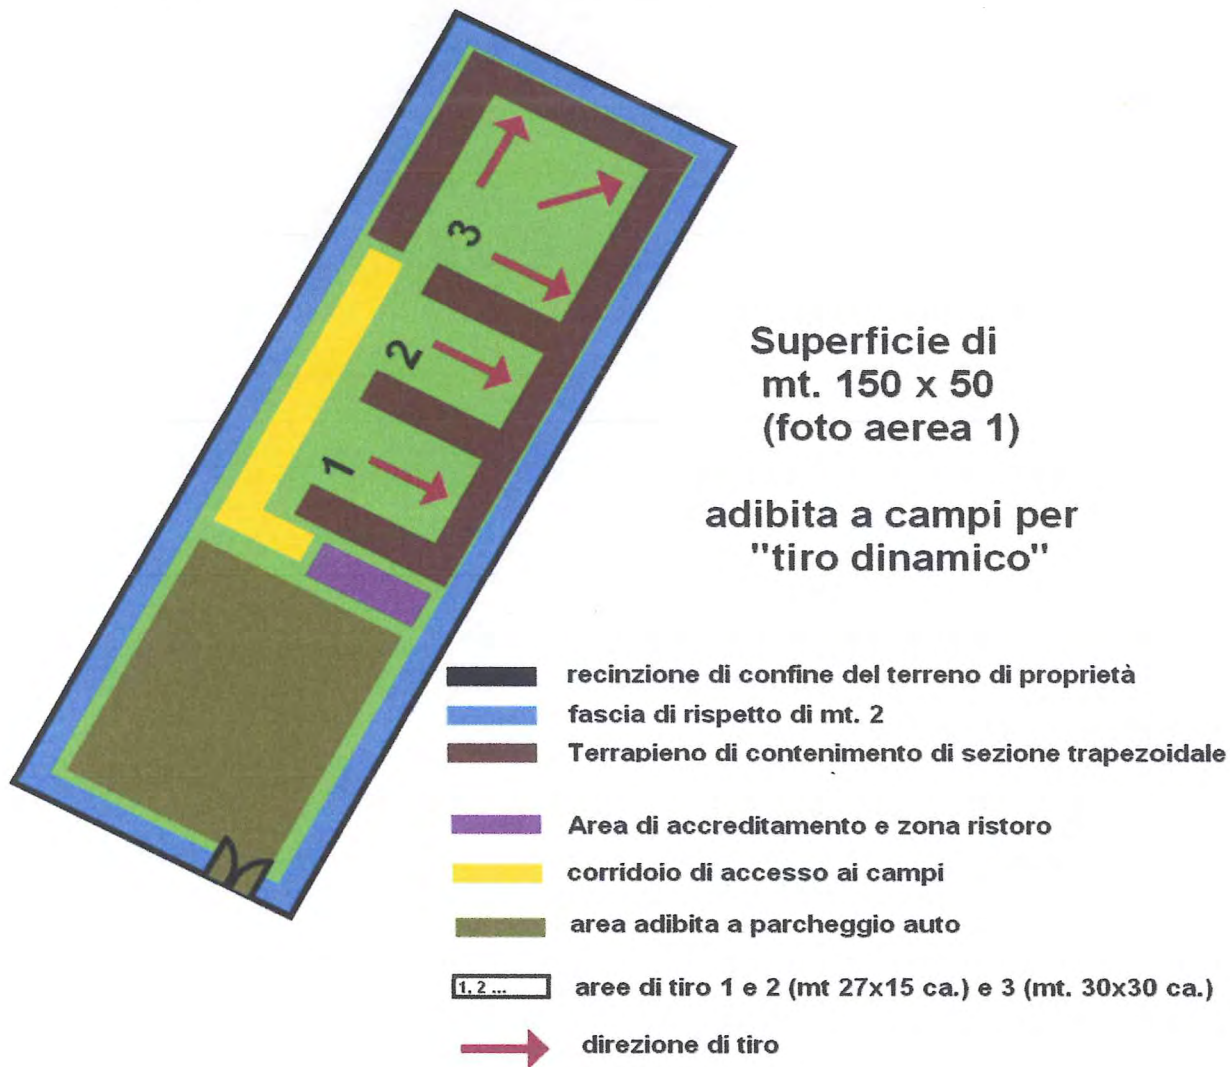 3
2
1
Superficie di
mt. 150 x 50
(foto aerea 1)
adibita a campi per
"tiro dinamico"
recinzione di confine del terreno di proprietà
fascia di rispetto di mt. 2
Terrapieno di contenimento di sezione trapezoidale
Area di accreditamento e zona ristoro
corridoio di accesso ai campi
area adibita a parcheggio auto
1, 2 ... aree di tiro 1 e 2 (mt 27x15 ca.) e 3 (mt. 30x30 ca.)
direzione di tiro